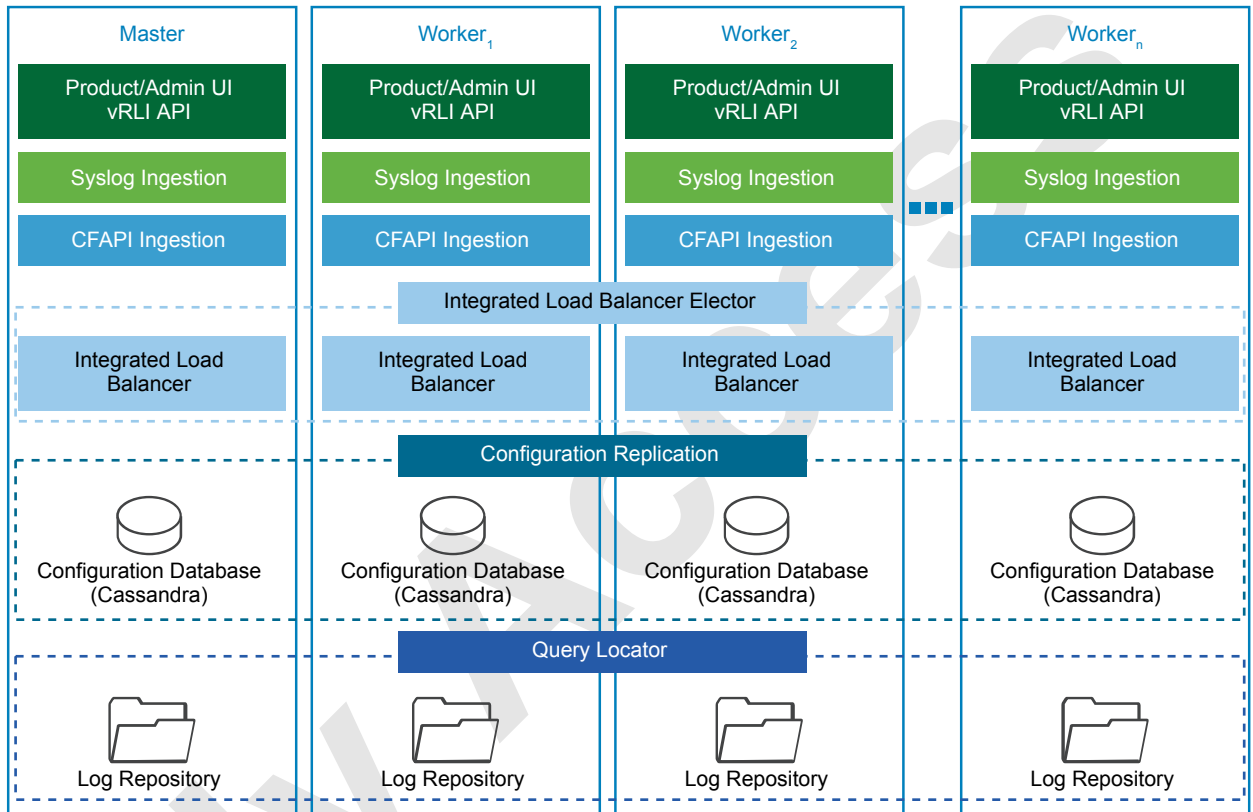 Master
Worker1
Worker2
Workern
Product/Admin UI
vRLI API
Product/Admin UI
vRLI API
Product/Admin UI
vRLI API
Product/Admin UI
vRLI API
Syslog Ingestion
Syslog Ingestion
Syslog Ingestion
Syslog Ingestion
CFAPI Ingestion
CFAPI Ingestion
CFAPI Ingestion
CFAPI Ingestion
Integrated Load Balancer Elector
Integrated Load
Balancer
Integrated Load
Balancer
Integrated Load
Balancer
Integrated Load
Balancer
Configuration Replication
Configuration Database
(Cassandra)
Configuration Database
(Cassandra)
Configuration Database
(Cassandra)
Configuration Database
(Cassandra)
Query Locator
Log Repository
Log Repository
Log Repository
Log Repository
Access